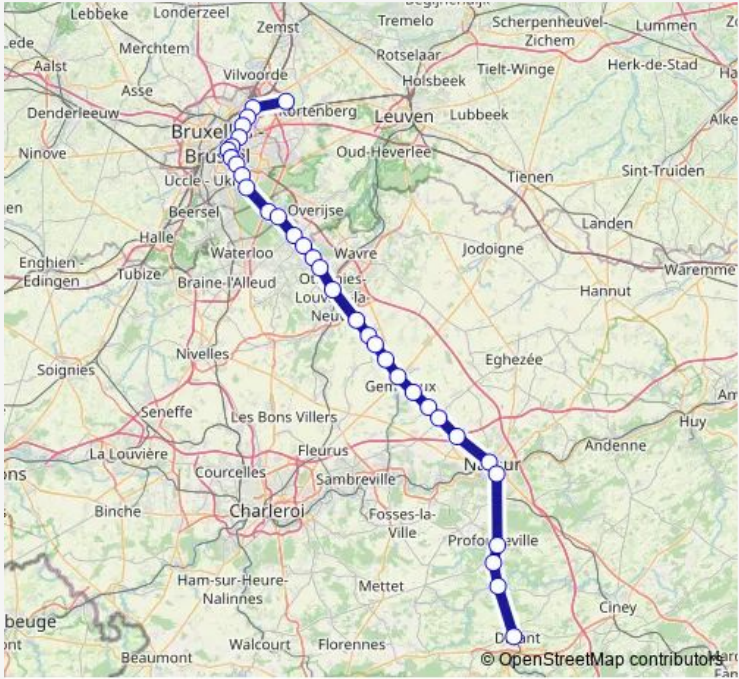 Lebbeke
Londerzeel
Zemst
Tremelo
Scherpenheuvel-
Zichem
Lummen
Merchtem
Rotselaar
Aalst
Vilvoorde
Holsbeek
Tielt-Winge
Herk-de-Stad
Asse
Denderleeuw
Kortenberg
Leuven
Lubbeek
Ninove
Oud-Heverlee
Uccle - Uk
Tienen
Sint-Truiden
Beersel
Overijse
Landen
Halle
Waterloo
Wavre
Jodoigne
Enghien -
Edingen
Tubize
Braine-l'Alleud
Waremme
Hannut
Nivelles
Eghezée
Soignies
Seneffe
Les Bons Villers
Huy
La Louvière
Fleurus
Andenne
Courcelles
Sambreville
Binche
Charleroi
Fosses-la-
Ville
Ham-sur-Heure-
Nalinnes
Mettet
Ciney
beuge
Walcourt
Florennes
Beaumont
© OpenStreetMap contributors